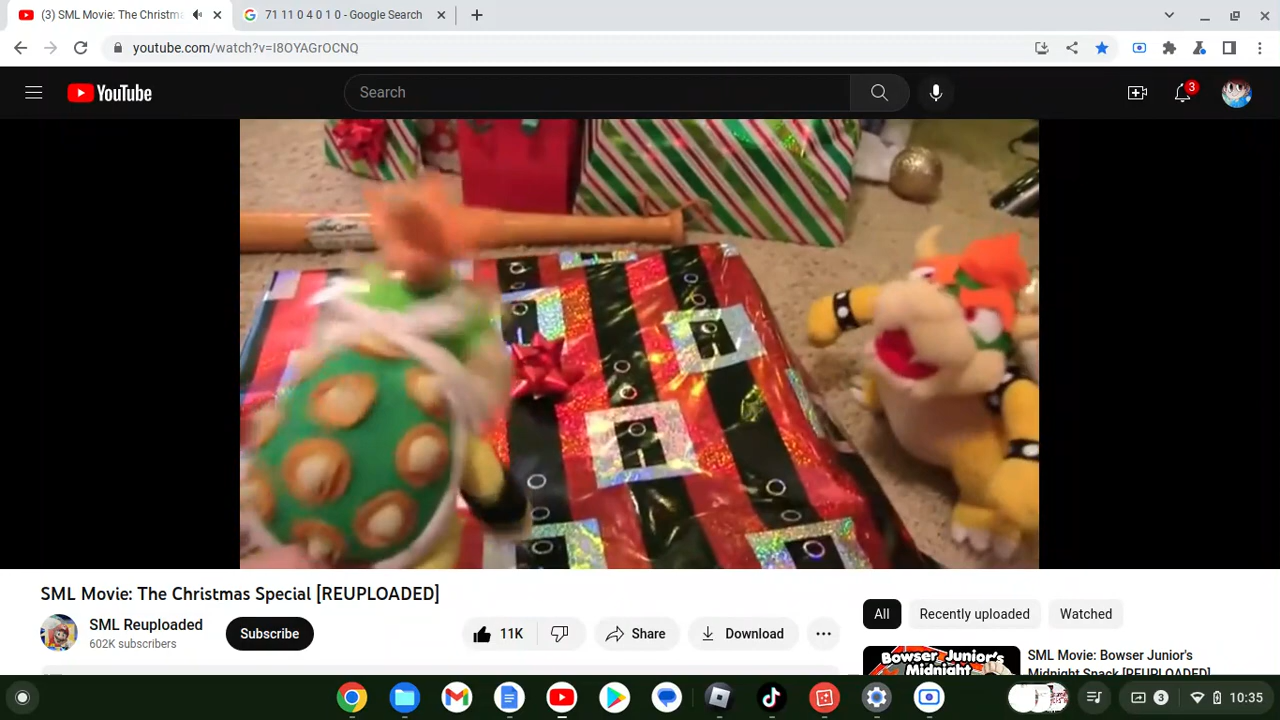 (3) SML Movie: The Christma
71 11 0 4 0 1 0 - Google Search
youtube.com/watch?v=I8OYAGrOCNQ
YouTube
Search
3
SML Movie: The Christmas Special [REUPLOADED]
SML Reuploaded
602K subscribers
Subscribe
11K
Share
Download
All
Recently uploaded
Watched
Bowser Junior's
Midnight
SML Movie: Bowser Junior's
Midnight Snack [REUPLOADED]
3
10:35